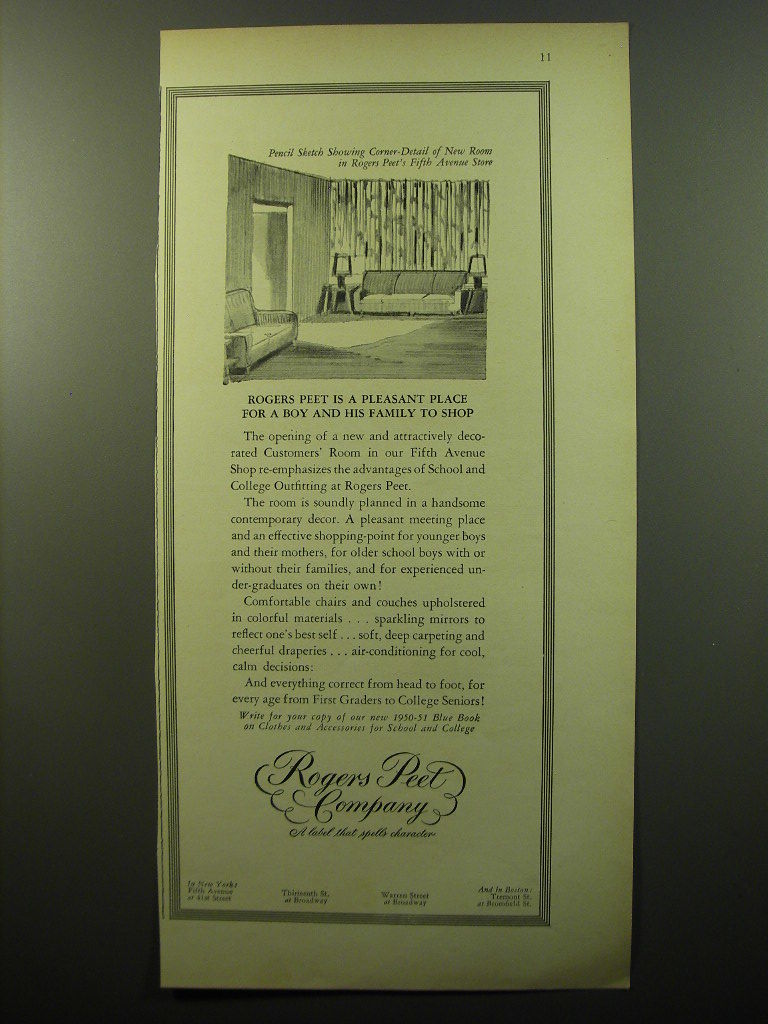 11
Pencil Sketch Showing Corner-Detail of New Room
in Rogers Peet's Fifth Avenue Store
ROGERS PEET IS A PLEASANT PLACE
FOR A BOY AND HIS FAMILY TO SHOP
The opening of a new and attractively deco-
rated Customers' Room in our Fifth Avenue
Shop re-emphasizes the advantages of School and
College Outfitting at Rogers Peet.
The room is soundly planned in a handsome
contemporary decor. A pleasant meeting place
and an effective shopping-point for younger boys
and their mothers, for older school boys with or
without their families, and for experienced un-
der-graduates on their own!
Comfortable chairs and couches upholstered
in colorful materials . . . sparkling mirrors to
reflect one's best self . . . soft, deep carpeting and
cheerful draperies . . . air-conditioning for cool,
calm decisions:
And everything correct from head to foot, for
every age from First Graders to College Seniors!
Write for your copy of our new 1950-51 Blue Book
on Clothes and Accessories for School and College
Rogers Peet
Company
A label that spells character
In New York:
Fifth Avenue
at 41st Street
Thirteenth St.
at Broadway
Warren Street
at Broadway
And in Boston:
Tremont St.
at Bromfield St.